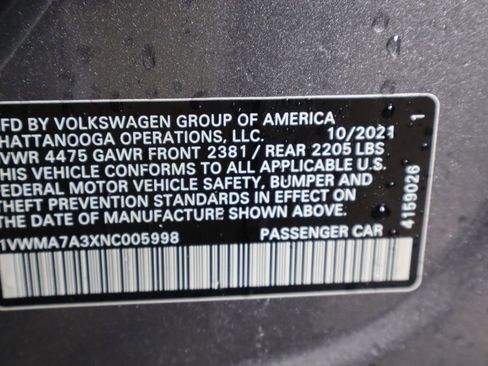 MFD BY VOLKSWAGEN GROUP OF AMERICA
HATTANOOGA OPERATIONS, LLC. 10/2021
VWR 4475 GAWR FRONT 2381 / REAR 2205 LBS
HIS VEHICLE CONFORMS TO ALL APPLICABLE U.S.
FEDERAL MOTOR VEHICLE SAFETY, BUMPER AND
THEFT PREVENTION STANDARDS IN EFFECT ON
THE DATE OF MANUFACTURE SHOWN ABOVE.
1VWMA7A3XNC005998 PASSENGER CAR
4159026 1